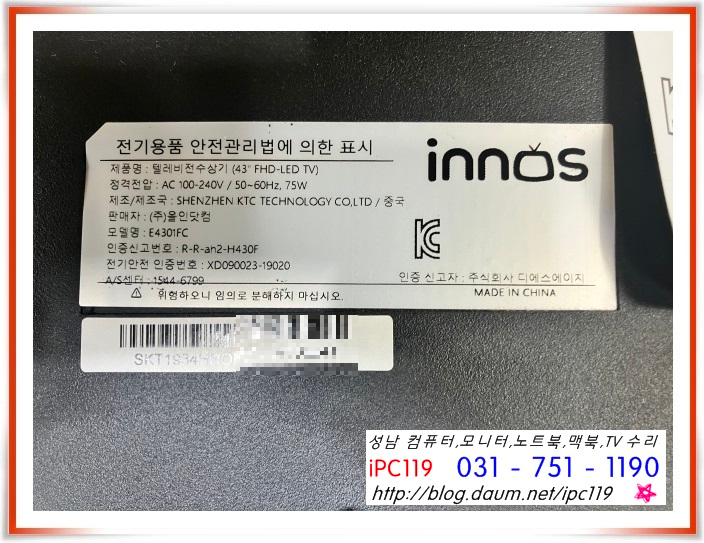 전기용품 안전관리법에 의한 표시
innos
제품명 : 텔레비전수상기 (43" FHD-LED TV)
정격전압 : AC 100-240V / 50~60Hz, 75W
제조/제조국 : SHENZHEN KTC TECHNOLOGY CO,LTD / 중국
판매자 : (주)올인닷컴
모델명 : E4301FC
인증신고번호 : R-R-an2-H430F
전기안전 인증번호 : XD090023-19020
A/S센터 : 1544-6799
위험하오니 임의로 분해하지 마십시오.
인증 신고자 : 주식회사 디에스에이지
MADE IN CHINA
성남 컴퓨터,모니터,노트북,맥북,TV 수리
iPC119 031 - 751 - 1190
http://blog.daum.net/ipc119